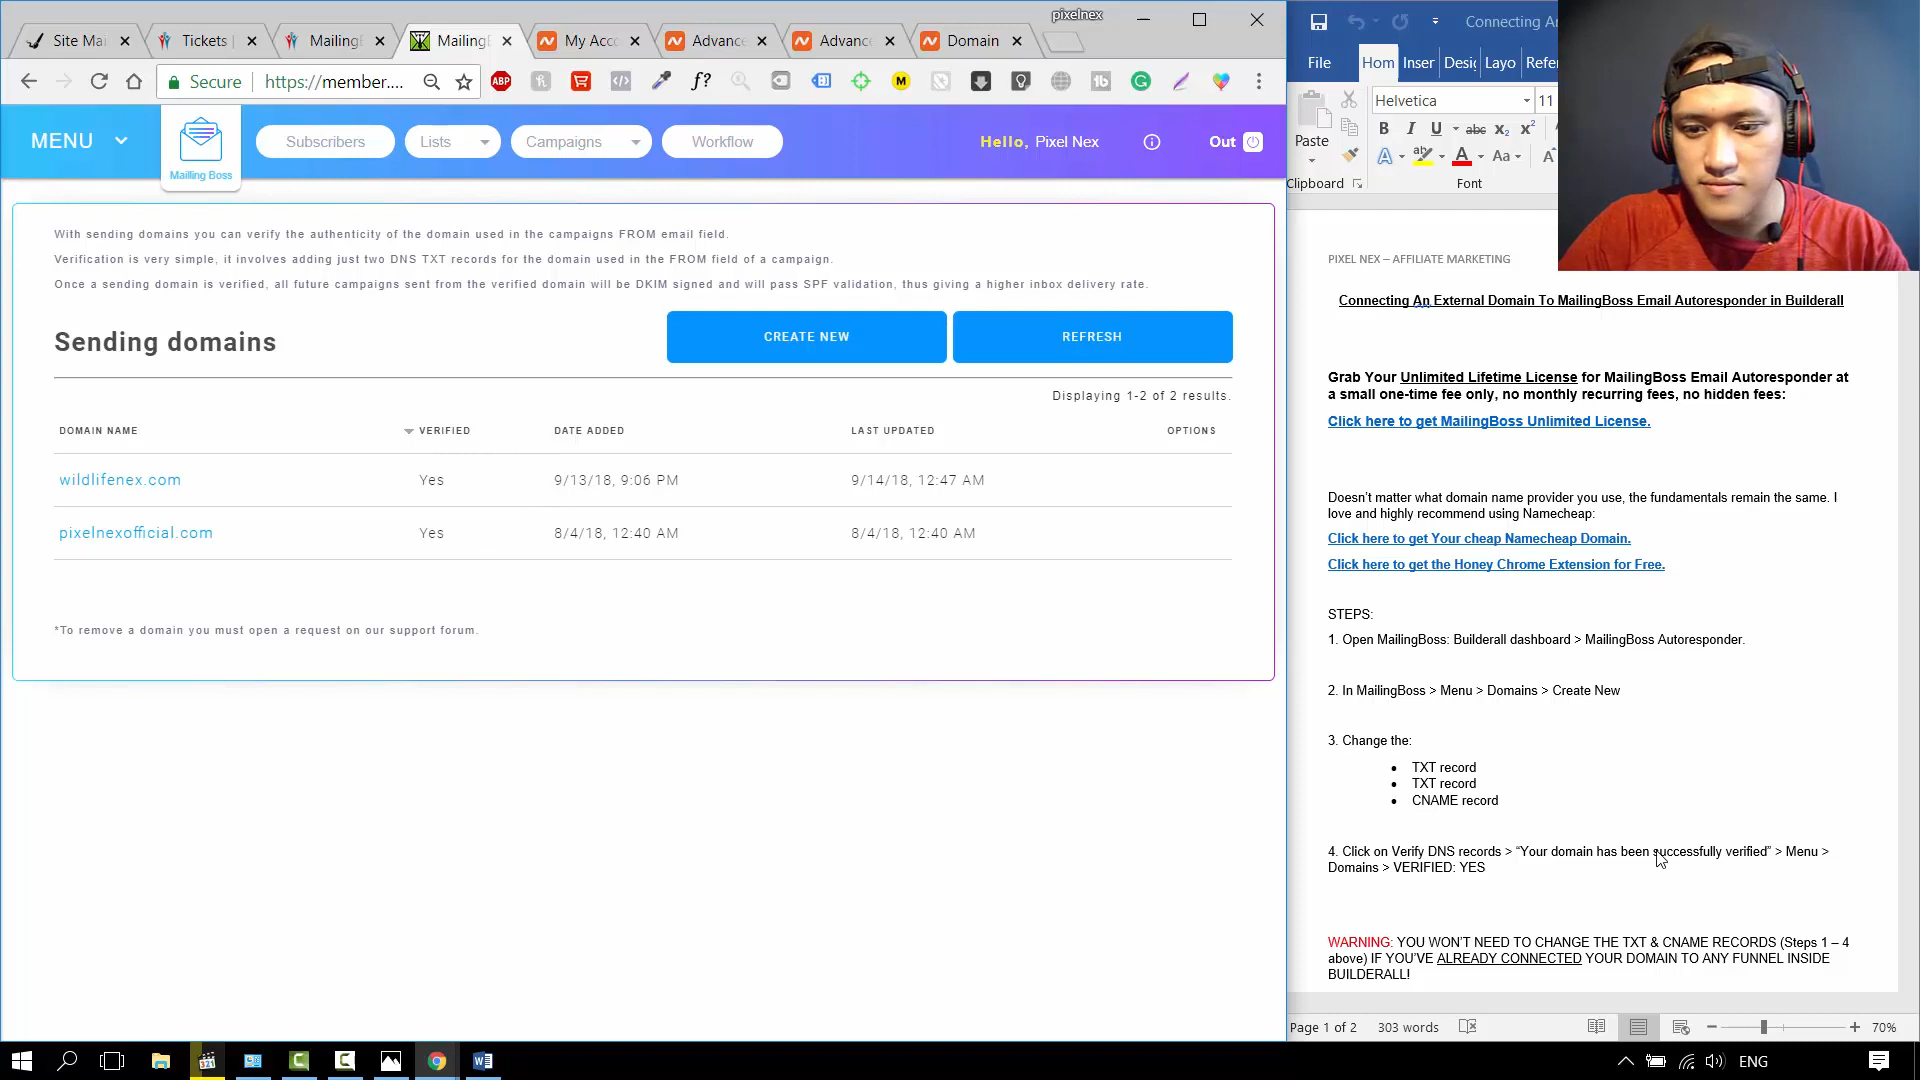 pixelnex
Site Mai
Tickets |
MailingB
MailingB
My Acco
Advance
Advance
Domain
Secure
https://member....
ABP
f?
M
MENU
Mailling Boss
Subscribers
Lists
Campaigns
Workflow
Hello, Pixel Nex
Out
With sending domains you can verify the authenticity of the domain used in the campaigns FROM email field.
Verification is very simple, it involves adding just two DNS TXT records for the domain used in the FROM field of a campaign.
Once a sending domain is verified, all future campaigns sent from the verified domain will be DKIM signed and will pass SPF validation, thus giving a higher inbox delivery rate.
Sending domains
CREATE NEW
REFRESH
Displaying 1-2 of 2 results.
DOMAIN NAME VERIFIED DATE ADDED LAST UPDATED OPTIONS
wildlifenex.com Yes 9/13/18, 9:06 PM 9/14/18, 12:47 AM
pixelnexofficial.com Yes 8/4/18, 12:40 AM 8/4/18, 12:40 AM
*To remove a domain you must open a request on our support forum.
Connecting An
File Hom Inser Desig Layo Refer
Helvetica 11
B I U abc X₂ X²
Paste
A ab A Aa A
Clipboard Font
PIXEL NEX – AFFILIATE MARKETING
Connecting An External Domain To MailingBoss Email Autoresponder in Builderall
Grab Your Unlimited Lifetime License for MailingBoss Email Autoresponder at
a small one-time fee only, no monthly recurring fees, no hidden fees:
Click here to get MailingBoss Unlimited License.
Doesn't matter what domain name provider you use, the fundamentals remain the same. I
love and highly recommend using Namecheap:
Click here to get Your cheap Namecheap Domain.
Click here to get the Honey Chrome Extension for Free.
STEPS:
1. Open MailingBoss: Builderall dashboard > MailingBoss Autoresponder.
2. In MailingBoss > Menu > Domains > Create New
3. Change the:
• TXT record
• TXT record
• CNAME record
4. Click on Verify DNS records > “Your domain has been successfully verified” > Menu >
Domains > VERIFIED: YES
WARNING: YOU WON'T NEED TO CHANGE THE TXT & CNAME RECORDS (Steps 1 – 4
above) IF YOU'VE ALREADY CONNECTED YOUR DOMAIN TO ANY FUNNEL INSIDE
BUILDERALL!
Page 1 of 2 303 words 70%
ENG